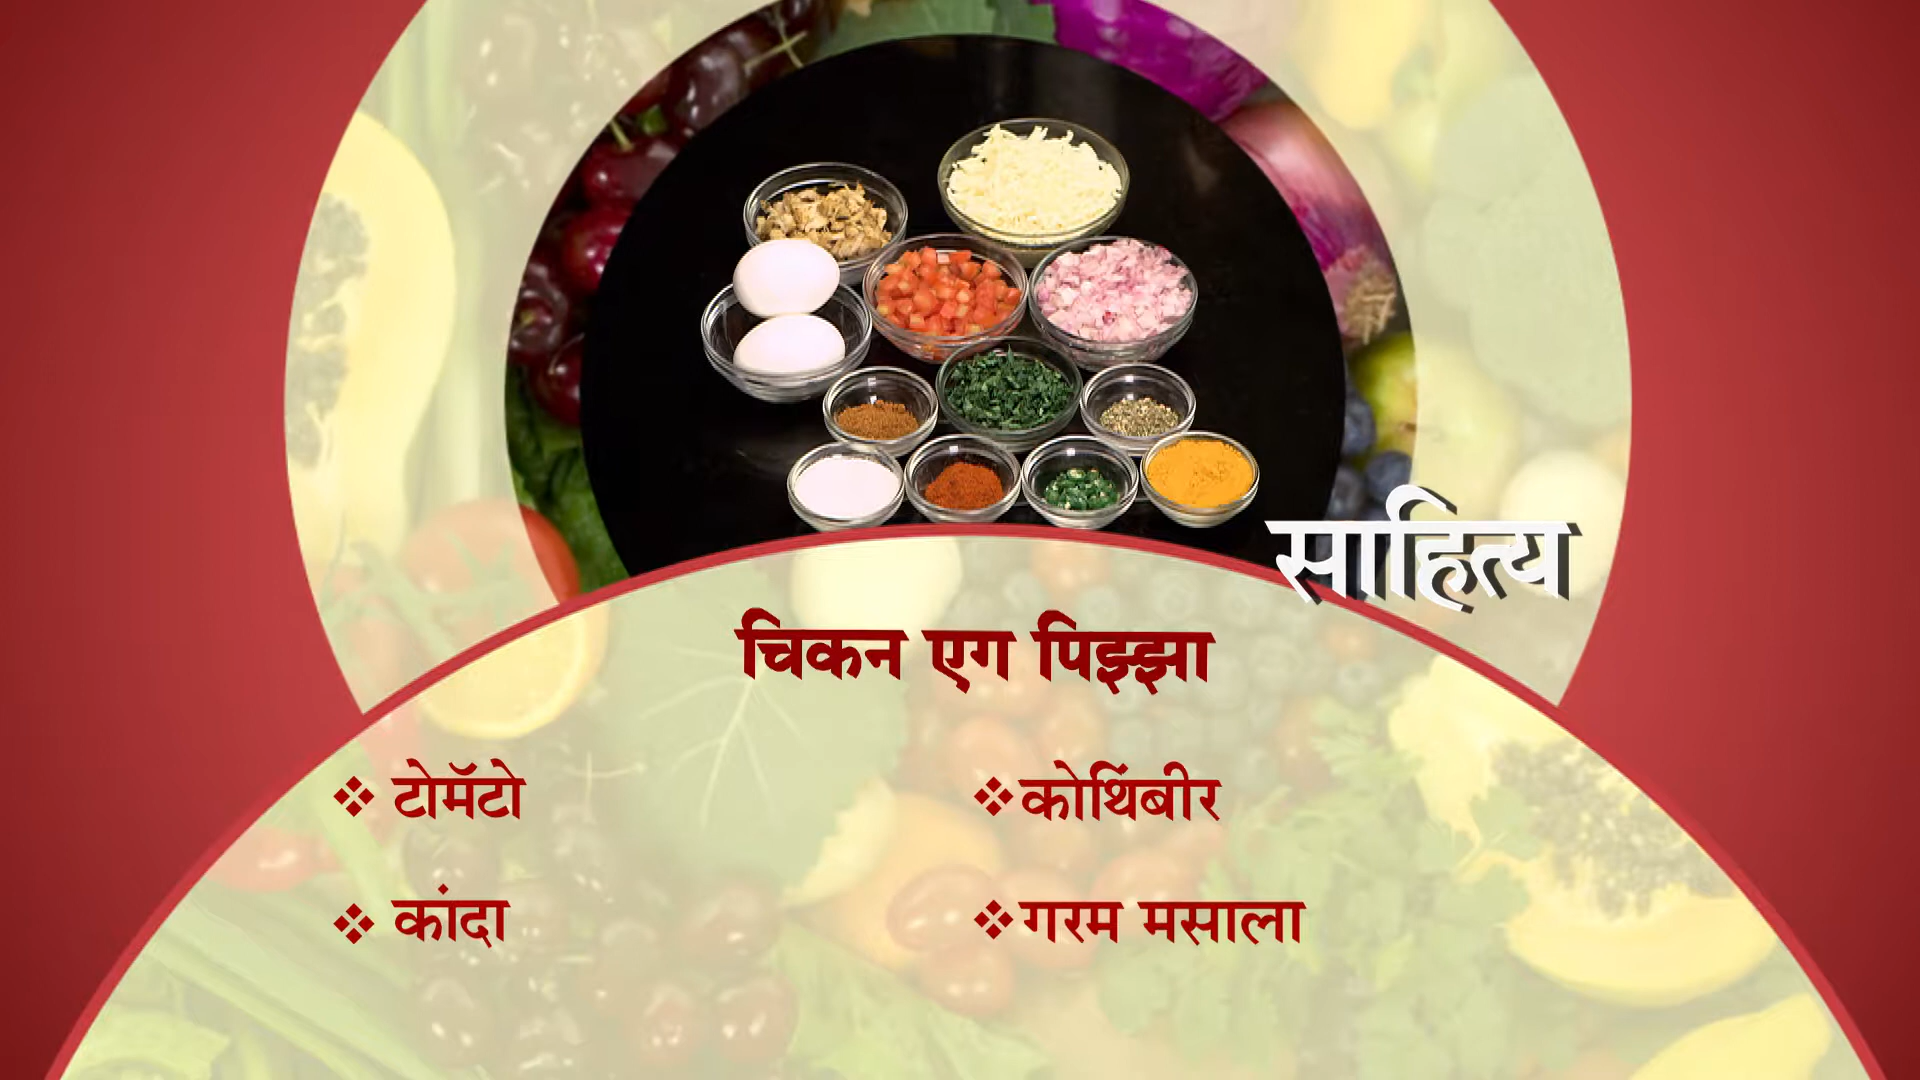 साहित्य
चिकन एग पिझ्झा
❖ टोमॅटो
❖ कांदा
❖ कोथिंबीर
❖ गरम मसाला